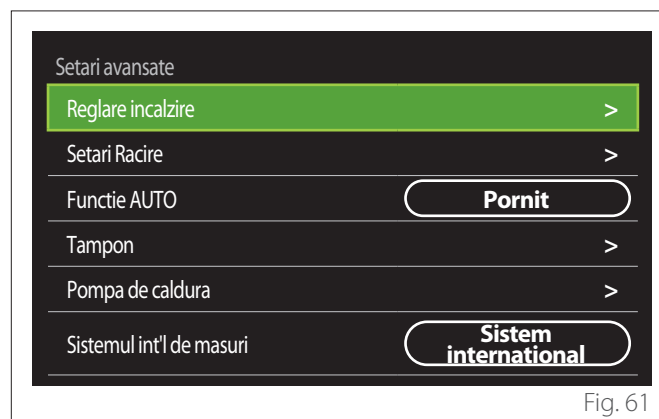 Setari avansate
Reglare incalzire >
Setari Racire >
Functie AUTO Pornit
Tampon >
Pompa de caldura >
Sistemul int'l de masuri Sistem
international
Fig. 61